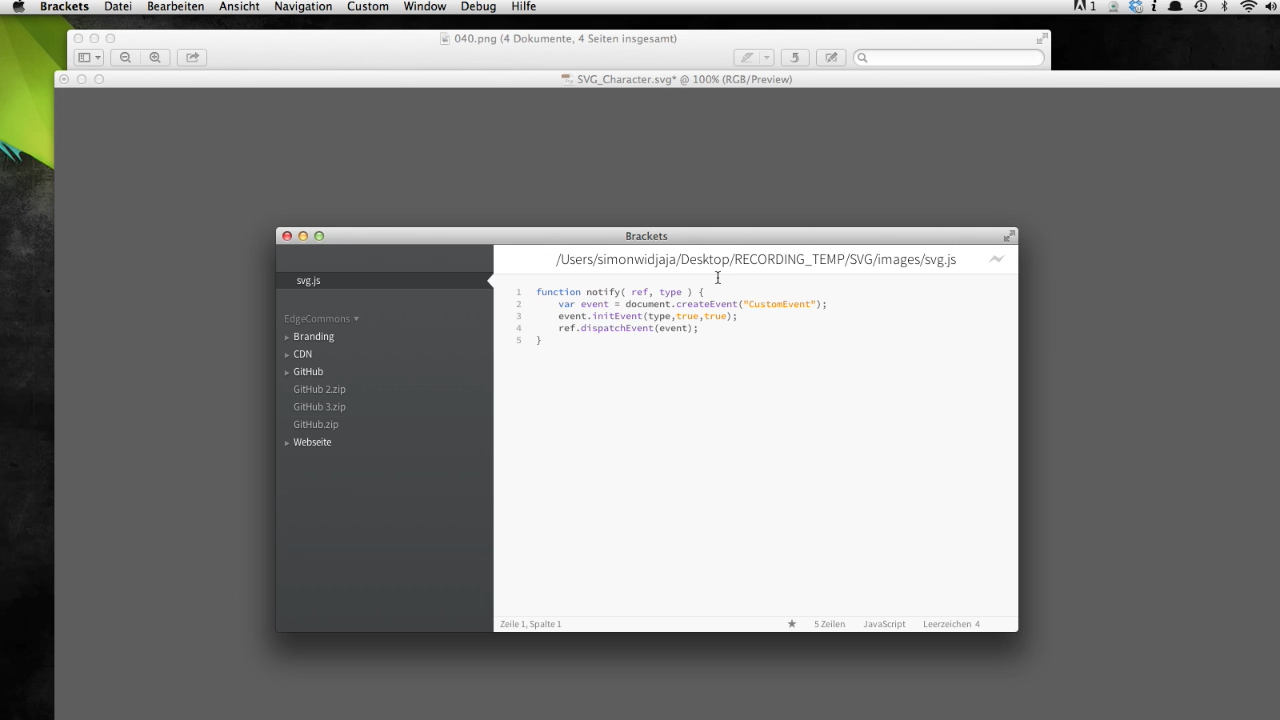 Brackets Datei Bearbeiten Ansicht Navigation Custom Window Debug Hilfe 1
040.png (4 Dokumente, 4 Seiten insgesamt)
SVG_Character.svg* @ 100% (RGB/Preview)
Brackets
/Users/simonwidjaja/Desktop/RECORDING_TEMP/SVG/images/svg.js
svg.js
EdgeCommons
Branding
CDN
GitHub
GitHub 2.zip
GitHub 3.zip
GitHub.zip
Webseite
1 function notify( ref, type ) {
2 var event = document.createEvent("CustomEvent");
3 event.initEvent(type,true,true);
4 ref.dispatchEvent(event);
5 }
Zeile 1, Spalte 1 5 Zeilen JavaScript Leerzeichen 4